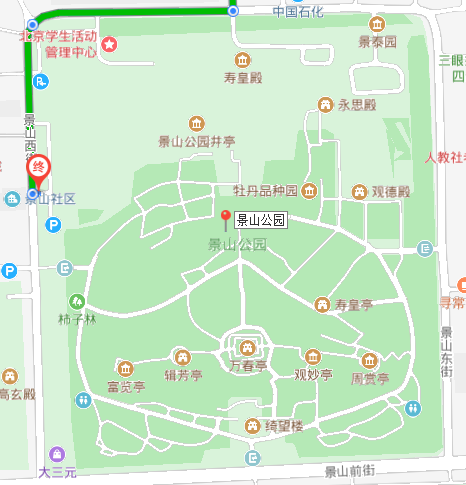 中国石化
北京学生活动
管理中心
景泰园
寿皇殿
三眼
四
永思殿
景山公园井亭
景山西街
人教社
终
牡丹品种园
观德殿
景山社区
景山公园
景山公园
寿皇亭
寻常
柿子林
景山东街
万春亭
辑芳亭
观妙亭
富览亭
周赏亭
高玄殿
绮望楼
大三元
景山前街
P
P
P